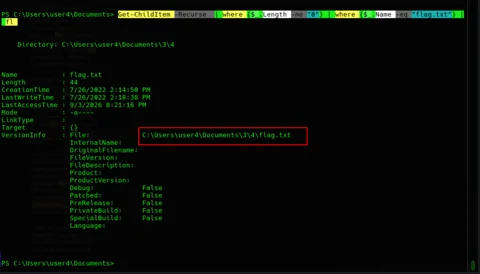 PS C:\Users\user4\Documents> Get-ChildItem -Recurse | where {$_.Length -ne "0"} | where {$_.Name -eq "flag.txt"} |
fl
Directory: C:\Users\user4\Documents\3\4
Name : flag.txt
Length : 44
CreationTime : 7/26/2022 2:14:50 PM
LastWriteTime : 7/26/2022 2:18:38 PM
LastAccessTime : 9/3/2026 8:21:16 PM
Mode : -a----
LinkType :
Target : {}
VersionInfo : File: C:\Users\user4\Documents\3\4\flag.txt
InternalName:
OriginalFilename:
FileVersion:
FileDescription:
Product:
ProductVersion:
Debug: False
Patched: False
PreRelease: False
PrivateBuild: False
SpecialBuild: False
Language:
PS C:\Users\user4\Documents>